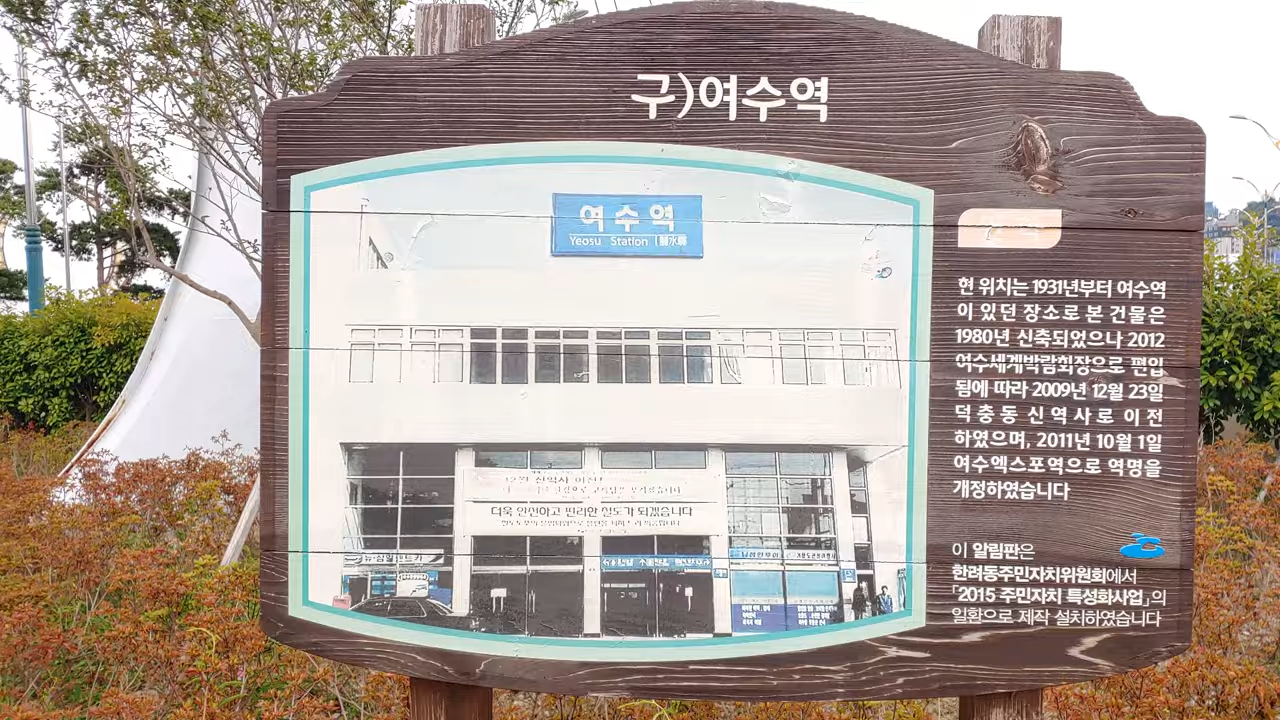 구)여수역
여수역
Yeosu Station
현 위치는 1931년부터 여수역
이 있던 장소로 본 건물은
1980년 신축되었으나 2012
여수세계박람회장으로 편입
됨에 따라 2009년 12월 23일
덕충동 신역사로 이전
하였으며, 2011년 10월 1일
여수엑스포역으로 역명을
개정하였습니다
12월 신역사 이전!
더욱 안전하고 편리한 철도가 되겠습니다
이 알림판은
한려동주민자치위원회에서
「2015 주민자치 특성화사업」의
일환으로 제작 설치하였습니다